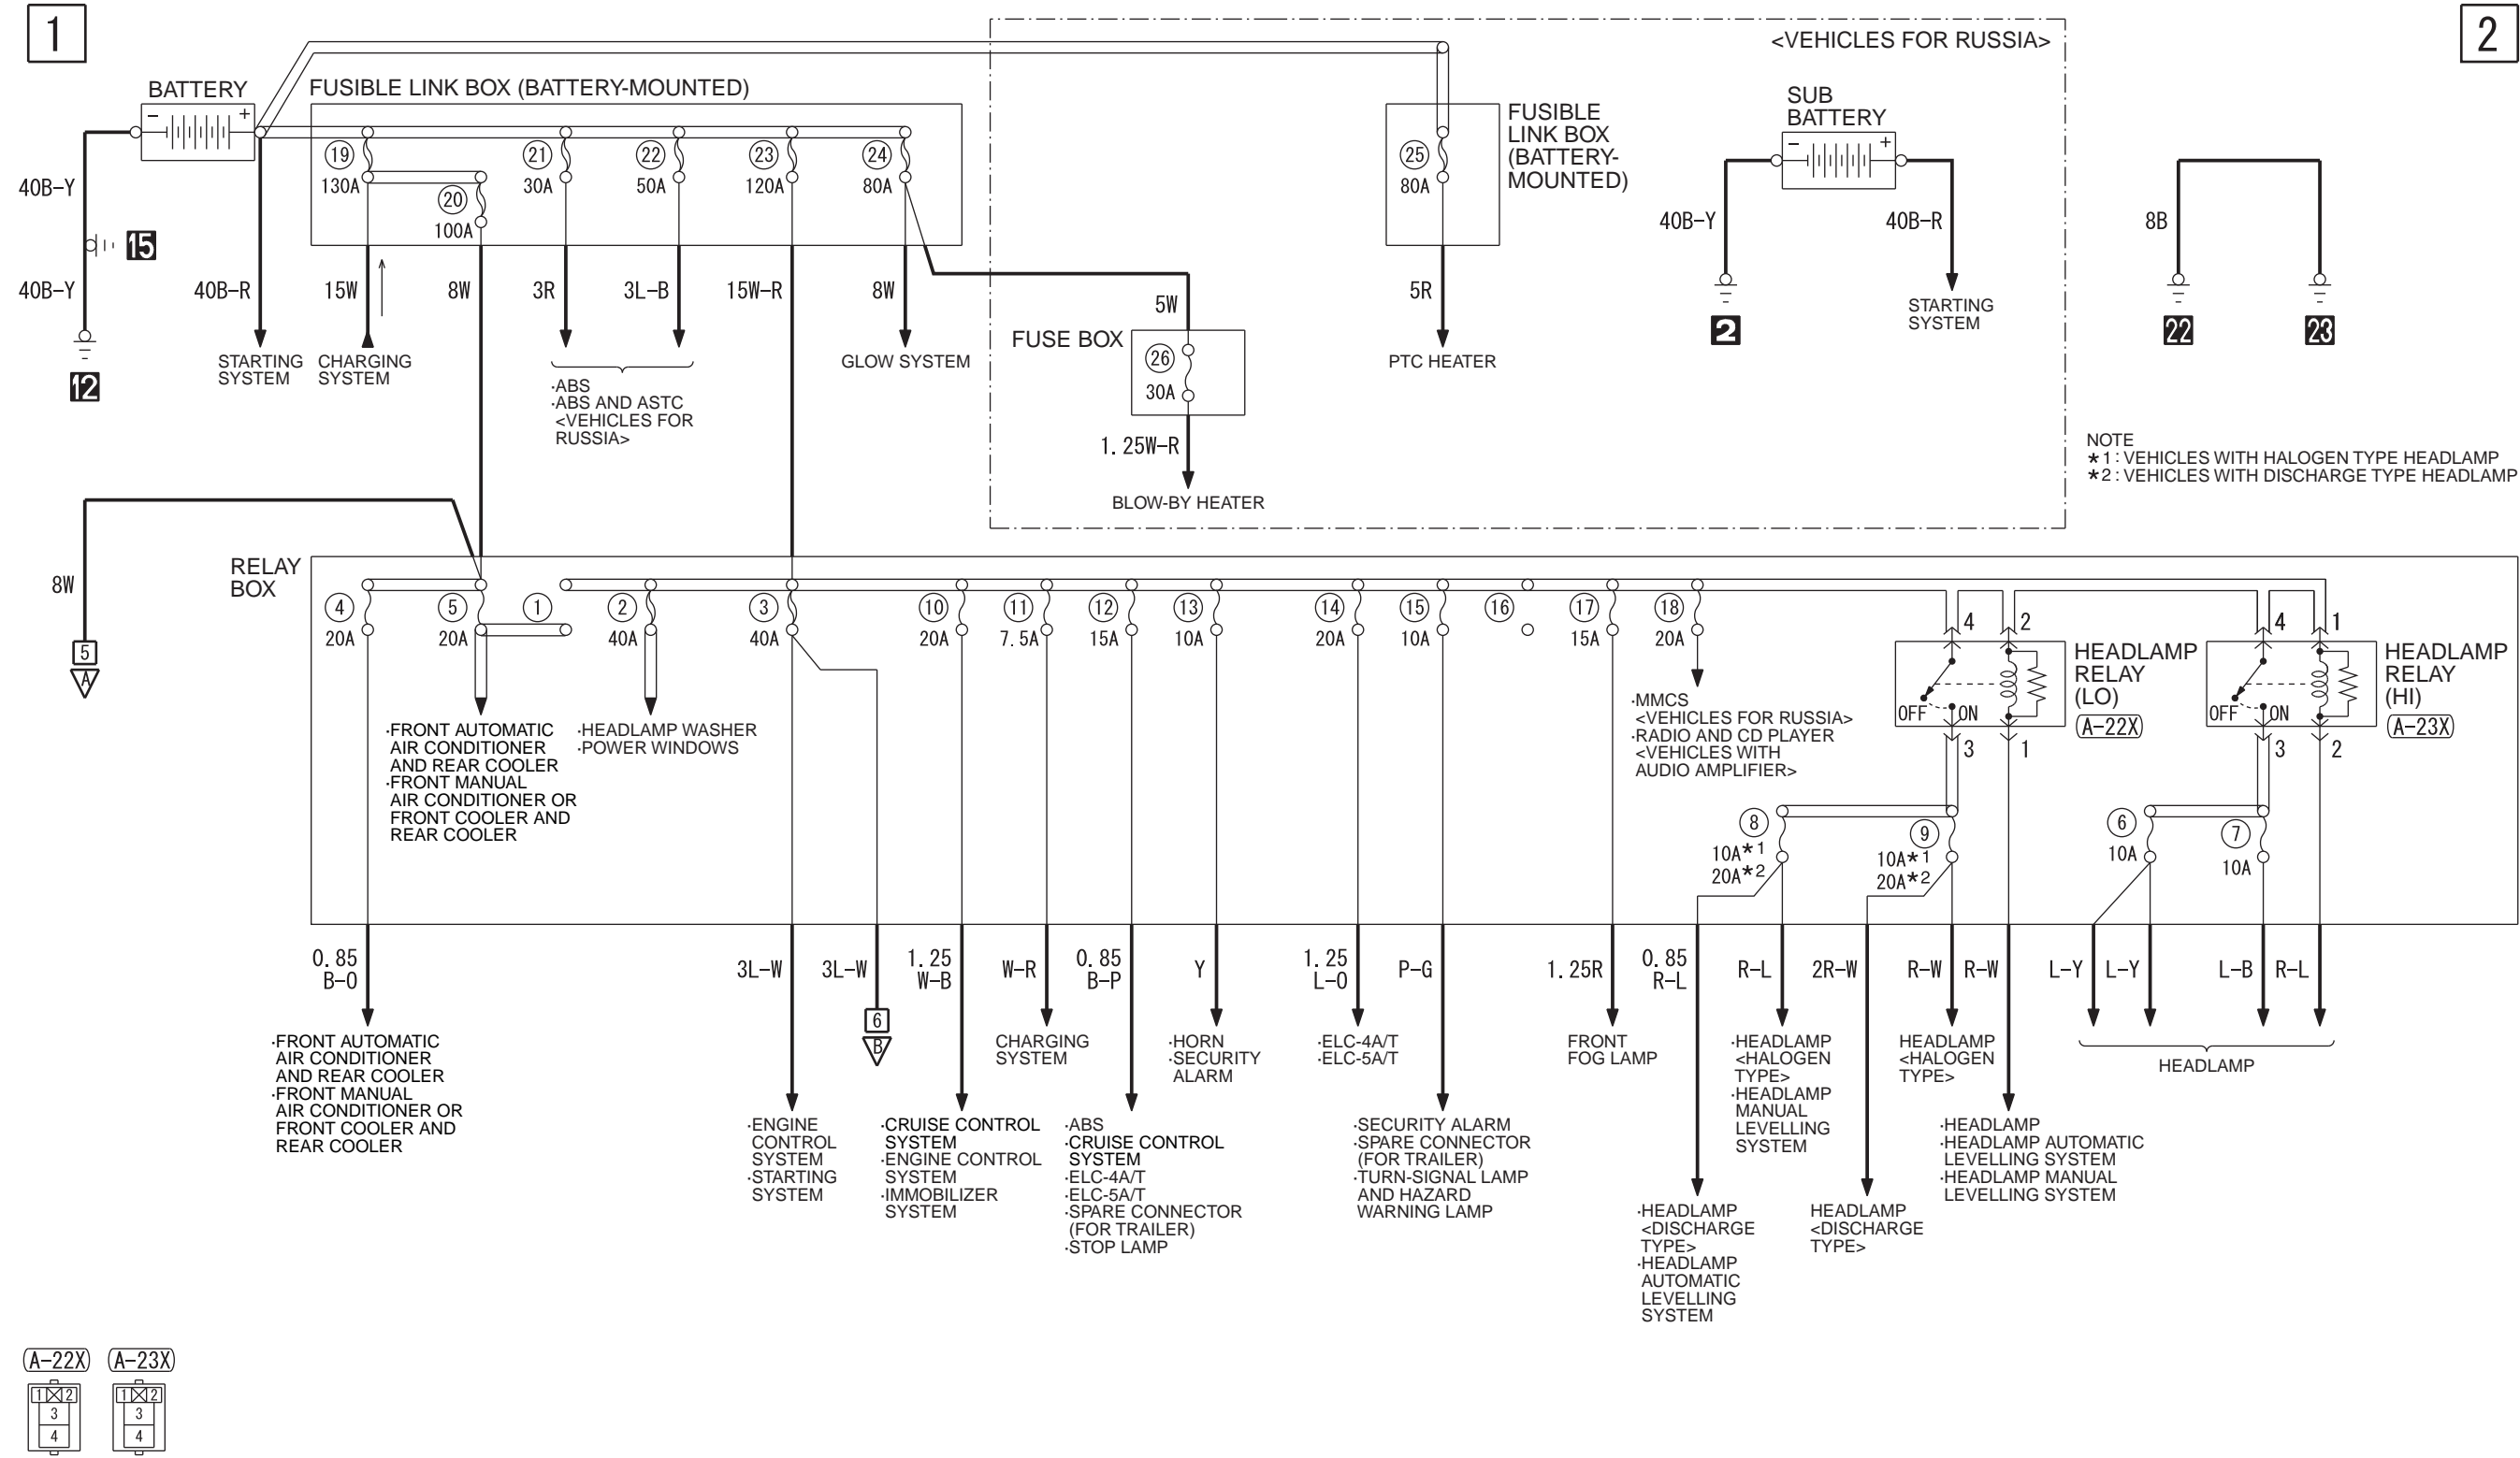 1
2
<VEHICLES FOR RUSSIA>
BATTERY
FUSIBLE LINK BOX (BATTERY-MOUNTED)
- +
19
130A
20
100A
21
30A
22
50A
23
120A
24
80A
25
80A
FUSIBLE
LINK BOX
(BATTERY-
MOUNTED)
SUB
BATTERY
- +
40B-Y
15
40B-Y
12
40B-R
15W
8W
3R
3L-B
15W-R
8W
5W
5R
40B-Y
40B-R
8B
STARTING
SYSTEM
CHARGING
SYSTEM
·ABS
·ABS AND ASTC
<VEHICLES FOR
RUSSIA>
GLOW SYSTEM
FUSE BOX
26
30A
1.25W-R
BLOW-BY HEATER
PTC HEATER
2
STARTING
SYSTEM
22
23
NOTE
*1: VEHICLES WITH HALOGEN TYPE HEADLAMP
*2: VEHICLES WITH DISCHARGE TYPE HEADLAMP
8W
5
A
RELAY
BOX
4
20A
5
20A
1
2
40A
3
40A
10
20A
11
7.5A
12
15A
13
10A
14
20A
15
10A
16
17
15A
18
20A
·FRONT AUTOMATIC
AIR CONDITIONER
AND REAR COOLER
·FRONT MANUAL
AIR CONDITIONER OR
FRONT COOLER AND
REAR COOLER
·HEADLAMP WASHER
·POWER WINDOWS
·MMCS
<VEHICLES FOR RUSSIA>
·RADIO AND CD PLAYER
<VEHICLES WITH
AUDIO AMPLIFIER>
4 2
OFF ON
3 1
HEADLAMP
RELAY
(LO)
A-22X
4 1
OFF ON
3 2
HEADLAMP
RELAY
(HI)
A-23X
8
10A*1
20A*2
9
10A*1
20A*2
6
10A
7
10A
0.85
B-O
3L-W
3L-W
1.25
W-B
W-R
0.85
B-P
Y
1.25
L-O
P-G
1.25R
0.85
R-L
R-L
2R-W
R-W
R-W
L-Y
L-Y
L-B
R-L
·FRONT AUTOMATIC
AIR CONDITIONER
AND REAR COOLER
·FRONT MANUAL
AIR CONDITIONER OR
FRONT COOLER AND
REAR COOLER
·ENGINE
CONTROL
SYSTEM
·STARTING
SYSTEM
6
B
·CRUISE CONTROL
SYSTEM
·ENGINE CONTROL
SYSTEM
·IMMOBILIZER
SYSTEM
CHARGING
SYSTEM
·ABS
·CRUISE CONTROL
SYSTEM
·ELC-4A/T
·ELC-5A/T
·SPARE CONNECTOR
(FOR TRAILER)
·STOP LAMP
·HORN
·SECURITY
ALARM
·ELC-4A/T
·ELC-5A/T
·SECURITY ALARM
·SPARE CONNECTOR
(FOR TRAILER)
·TURN-SIGNAL LAMP
AND HAZARD
WARNING LAMP
FRONT
FOG LAMP
·HEADLAMP
<DISCHARGE
TYPE>
·HEADLAMP
AUTOMATIC
LEVELLING
SYSTEM
·HEADLAMP
<HALOGEN
TYPE>
·HEADLAMP
MANUAL
LEVELLING
SYSTEM
HEADLAMP
<DISCHARGE
TYPE>
HEADLAMP
<HALOGEN
TYPE>
·HEADLAMP
·HEADLAMP AUTOMATIC
LEVELLING SYSTEM
·HEADLAMP MANUAL
LEVELLING SYSTEM
HEADLAMP
A-22X
1 2
3
4
A-23X
1 2
3
4